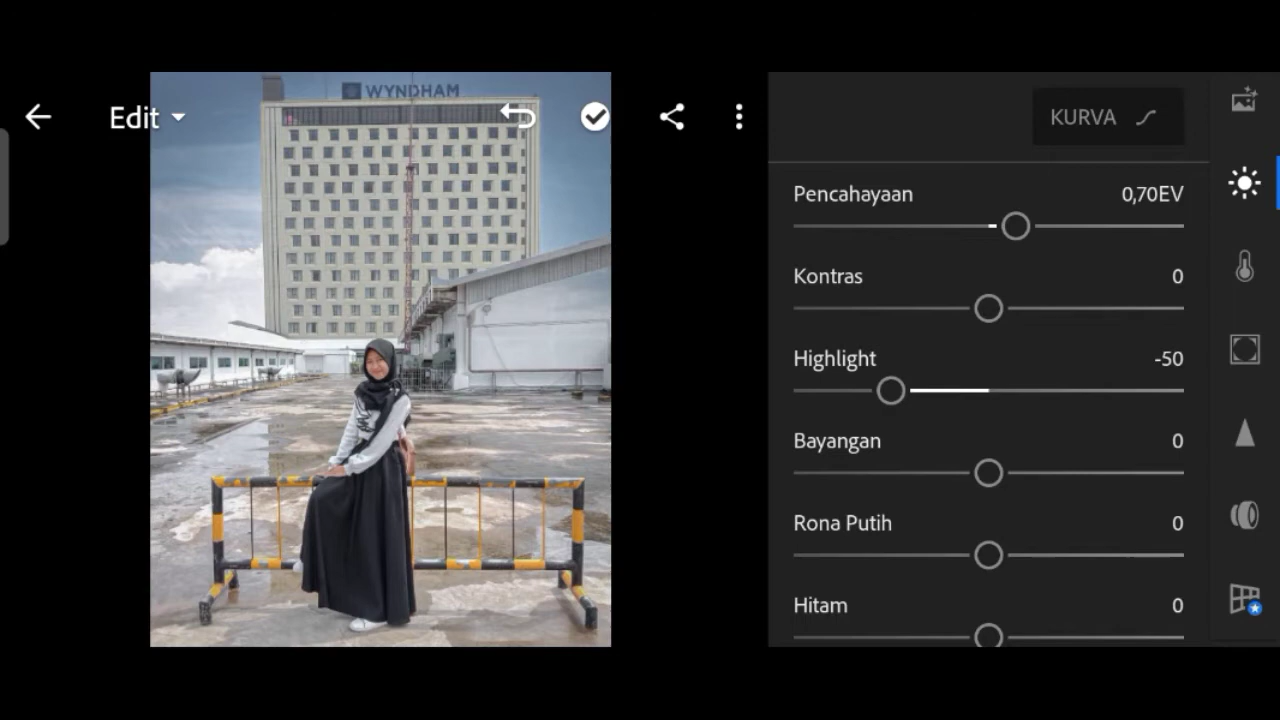 WYNDHAM
Edit
KURVA
Pencahayaan 0,70EV
Kontras 0
Highlight -50
Bayangan 0
Rona Putih 0
Hitam 0